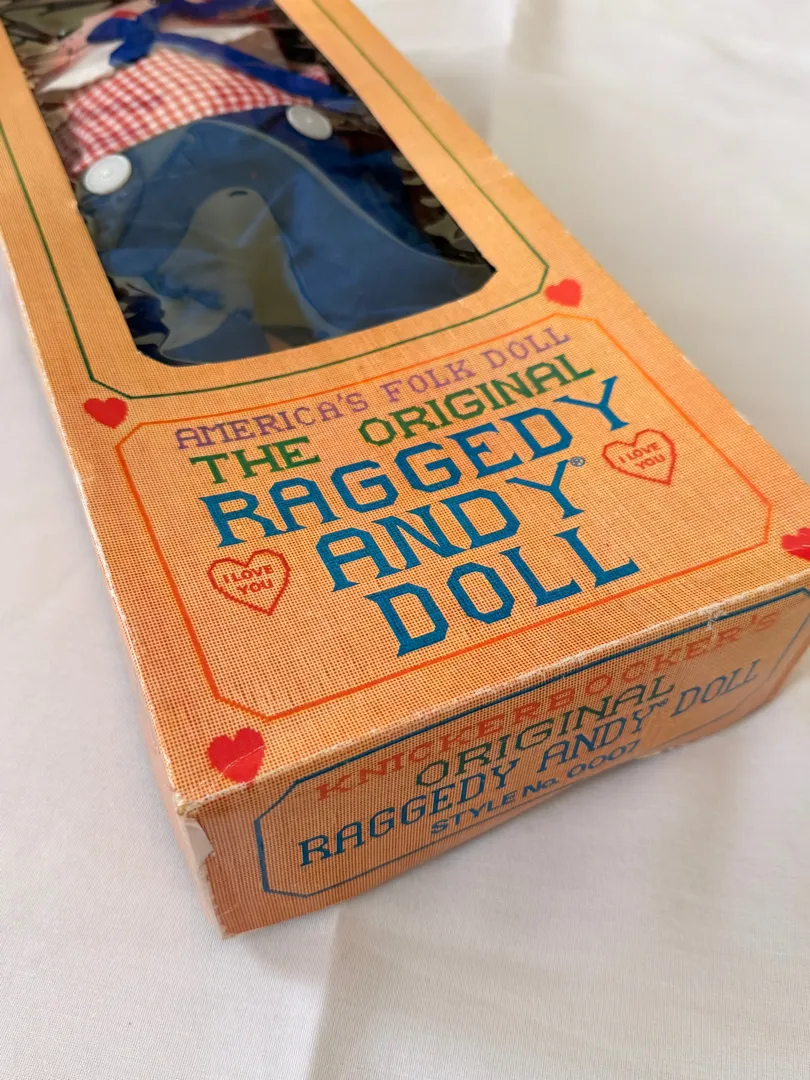 AMERICA'S FOLK DOLL
THE ORIGINAL
RAGGEDY
ANDY®
DOLL
I LOVE
YOU
I LOVE
YOU
KNICKERBOCKER'S
ORIGINAL
RAGGEDY ANDY® DOLL
STYLE No. 0007